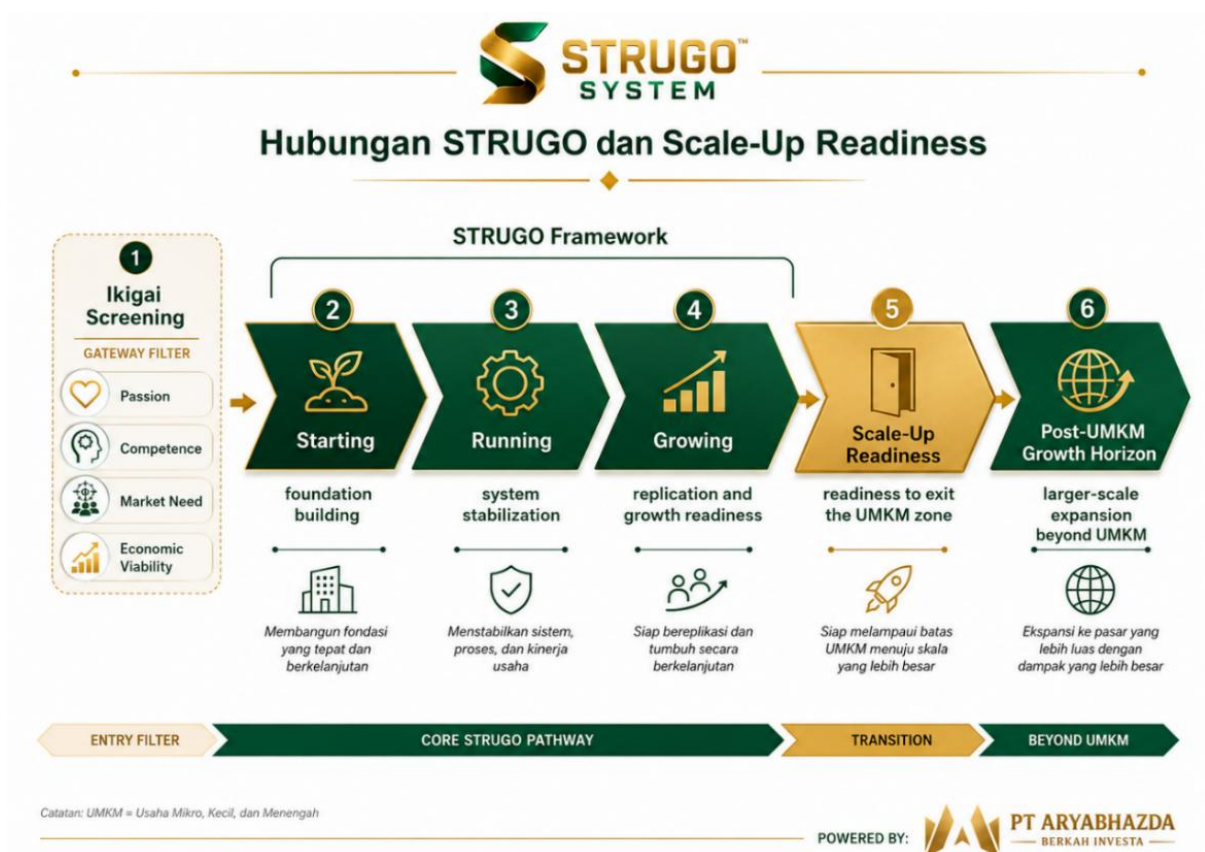 STRUGO™
SYSTEM
Hubungan STRUGO dan Scale-Up Readiness
STRUGO Framework
1
Ikigai
Screening
GATEWAY FILTER
Passion
Competence
Market Need
Economic
Viability
2
Starting
foundation
building
Membangun fondasi
yang tepat dan
berkelanjutan
3
Running
system
stabilization
Menstabilkan sistem,
proses, dan kinerja
usaha
4
Growing
replication and
growth readiness
Siap bereplikasi dan
tumbuh secara
berkelanjutan
5
Scale-Up
Readiness
readiness to exit
the UMKM zone
Siap melampaui batas
UMKM menuju skala
yang lebih besar
6
Post-UMKM
Growth Horizon
larger-scale
expansion
beyond UMKM
Ekspansi ke pasar yang
lebih luas dengan
dampak yang lebih besar
ENTRY FILTER
CORE STRUGO PATHWAY
TRANSITION
BEYOND UMKM
Catatan: UMKM = Usaha Mikro, Kecil, dan Menengah
POWERED BY:
PT ARYABHAZDA
BERKAH INVESTA